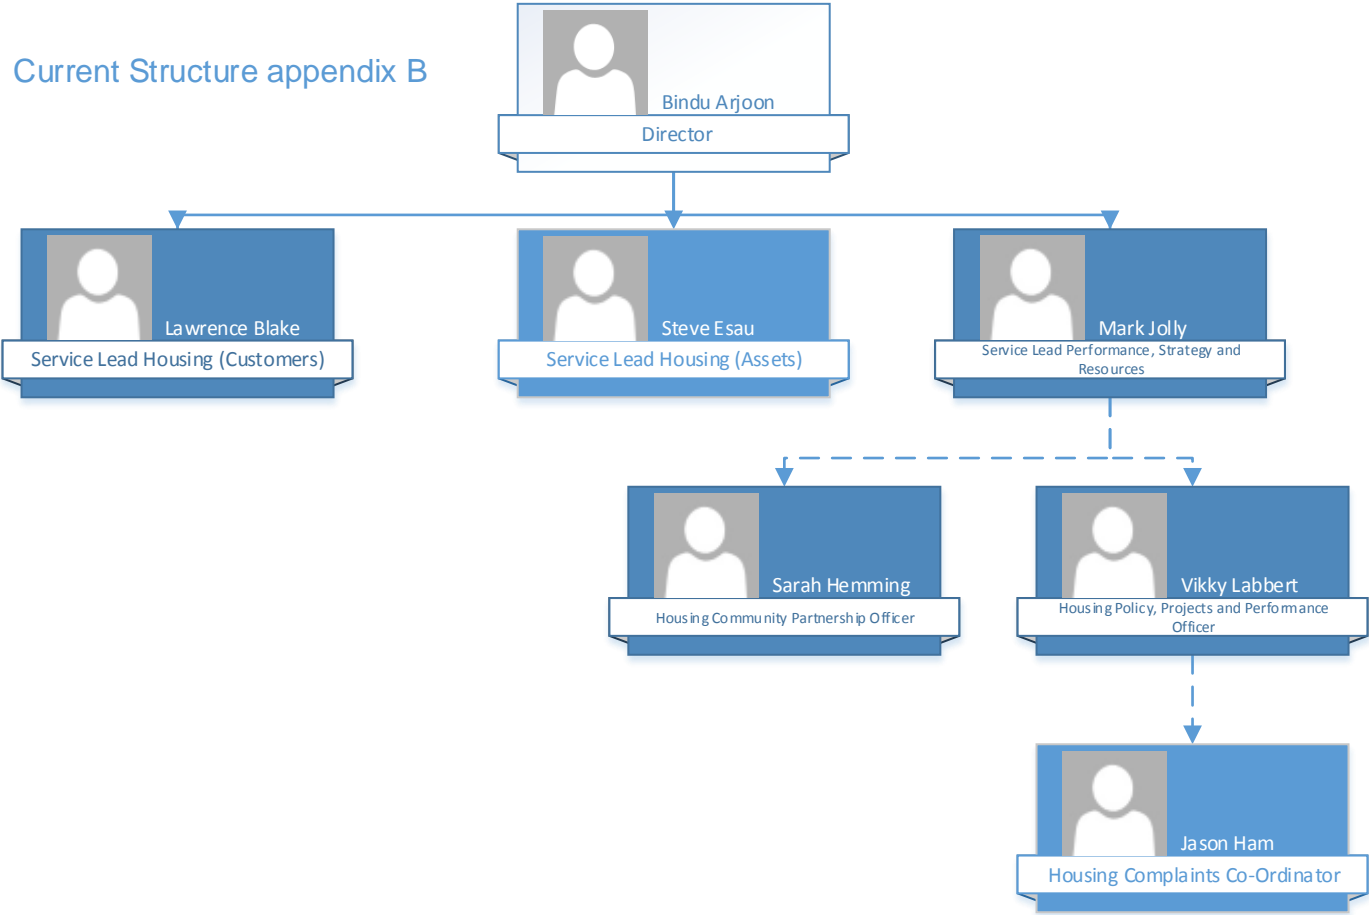 Current Structure appendix B
Bindu Arjoon
Director
Lawrence Blake
Service Lead Housing (Customers)
Steve Esau
Service Lead Housing (Assets)
Mark Jolly
Service Lead Performance, Strategy and
Resources
Sarah Hemming
Housing Community Partnership Officer
Vikky Labbert
Housing Policy, Projects and Performance
Officer
Jason Ham
Housing Complaints Co-Ordinator